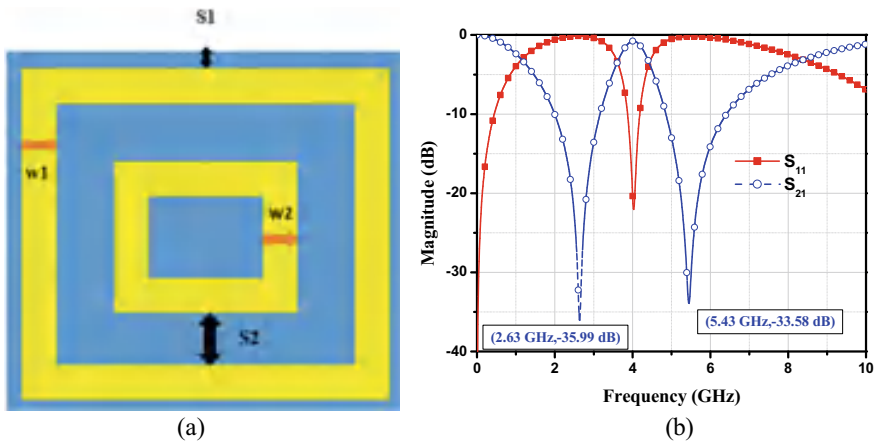 S1
w1
w2
S2
(a)
Magnitude (dB)
0
-10
-20
-30
-40
S11
S21
(2.63 GHz,-35.99 dB)
(5.43 GHz,-33.58 dB)
0 2 4 6 8 10
Frequency (GHz)
(b)